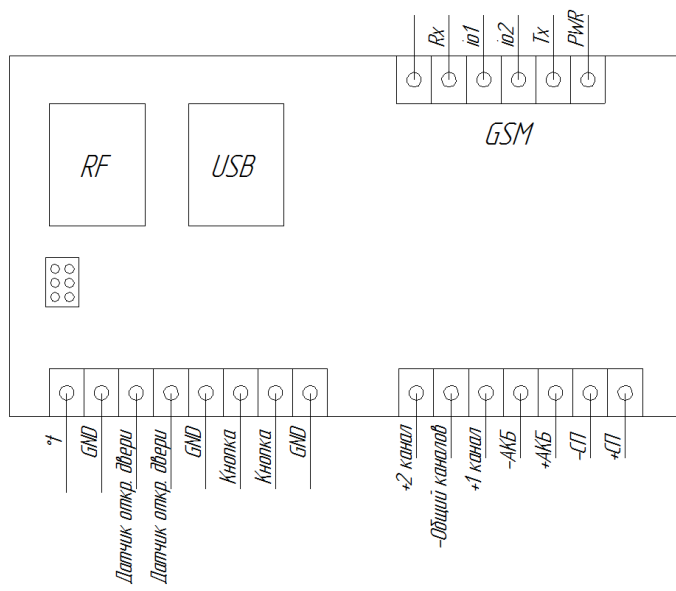 Rx
io1
io2
Tx
PWR
GSM
RF
USB
°t
GND
Датчик откр. двери
Датчик откр. двери
GND
Кнопка
Кнопка
GND
+2 канал
-Общий каналов
+1 канал
-АКБ
+АКБ
-СП
+СП